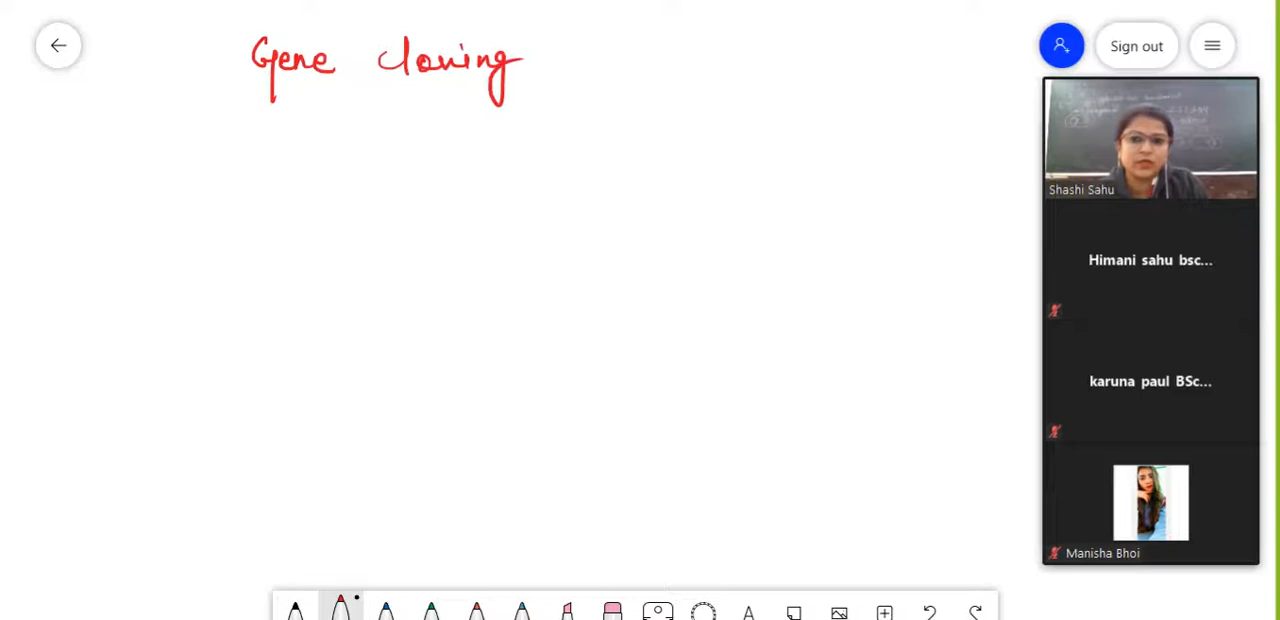 Gene cloning
Sign out
Shashi Sahu
Himani sahu bsc...
karuna paul BSc...
Manisha Bhoi
A